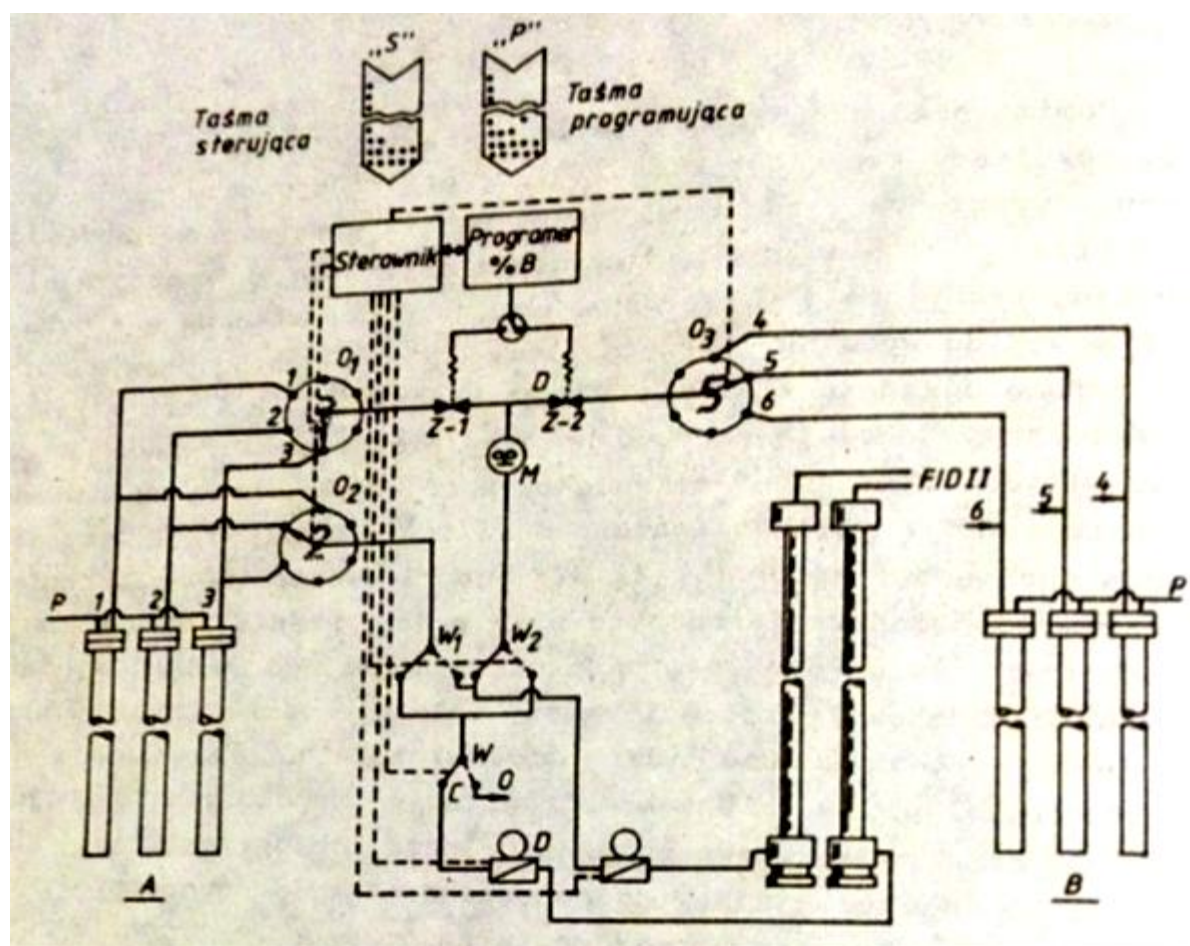 „S”
„P”
Taśma
sterująca
Taśma
programująca
Sterownik
Programer
% B
O1
1
2
3
Z-1
D
Z-2
O3
4
5
6
M
O2
FID II
6
5
4
P
1
2
3
P
W1
W2
W
C
O
D
A
B